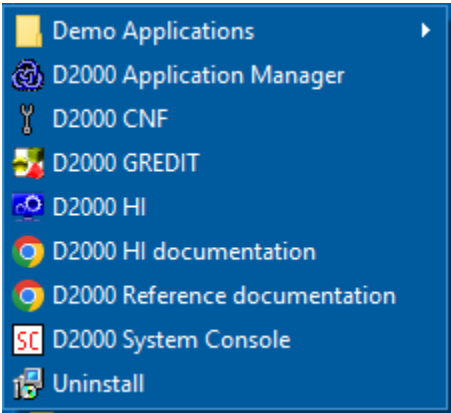 Demo Applications
D2000 Application Manager
D2000 CNF
D2000 GREDIT
D2000 HI
D2000 HI documentation
D2000 Reference documentation
SC D2000 System Console
Uninstall